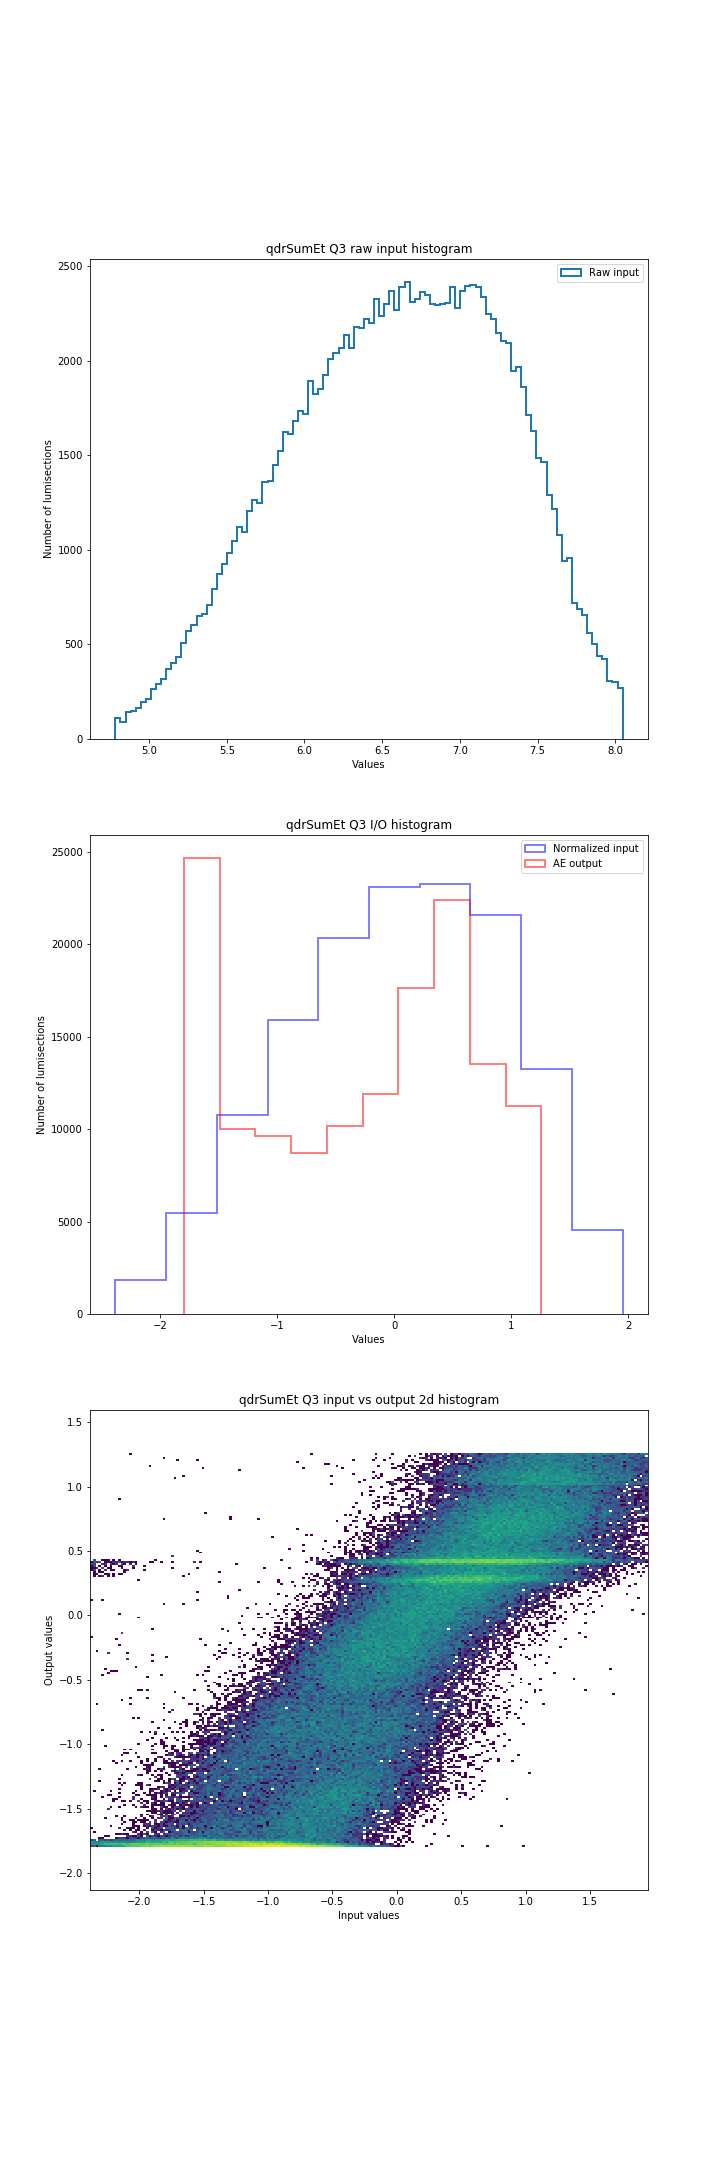 qdrSumEt Q3 raw input histogram
2500
2000
1500
1000
500
0
Number of lumisections
Raw input
5.0 5.5 6.0 6.5 7.0 7.5 8.0
Values
qdrSumEt Q3 I/O histogram
25000
20000
15000
10000
5000
0
Number of lumisections
Normalized input
AE output
−2 −1 0 1 2
Values
qdrSumEt Q3 input vs output 2d histogram
1.5
1.0
0.5
0.0
−0.5
−1.0
−1.5
−2.0
Output values
−2.0 −1.5 −1.0 −0.5 0.0 0.5 1.0 1.5
Input values